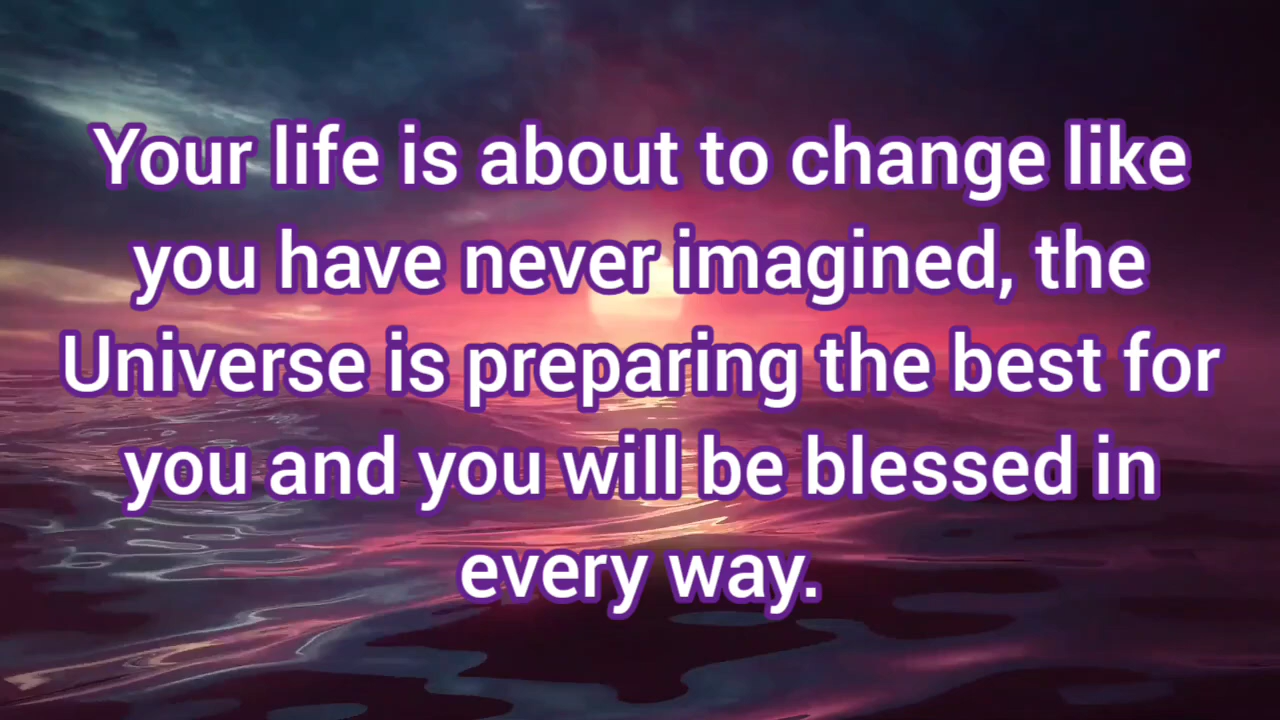 Your life is about to change like
you have never imagined, the
Universe is preparing the best for
you and you will be blessed in
every way.